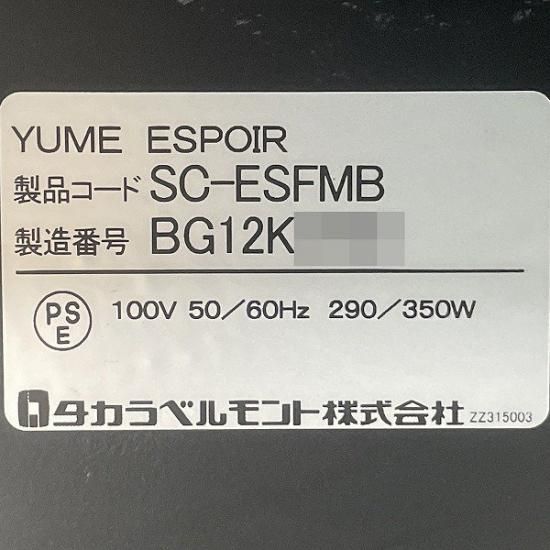 YUME ESPOIR
製品コード SC-ESFMB
製造番号 BG12K
PS
E
100V 50/60Hz 290/350W
タカラベルモント株式会社 ZZ315003